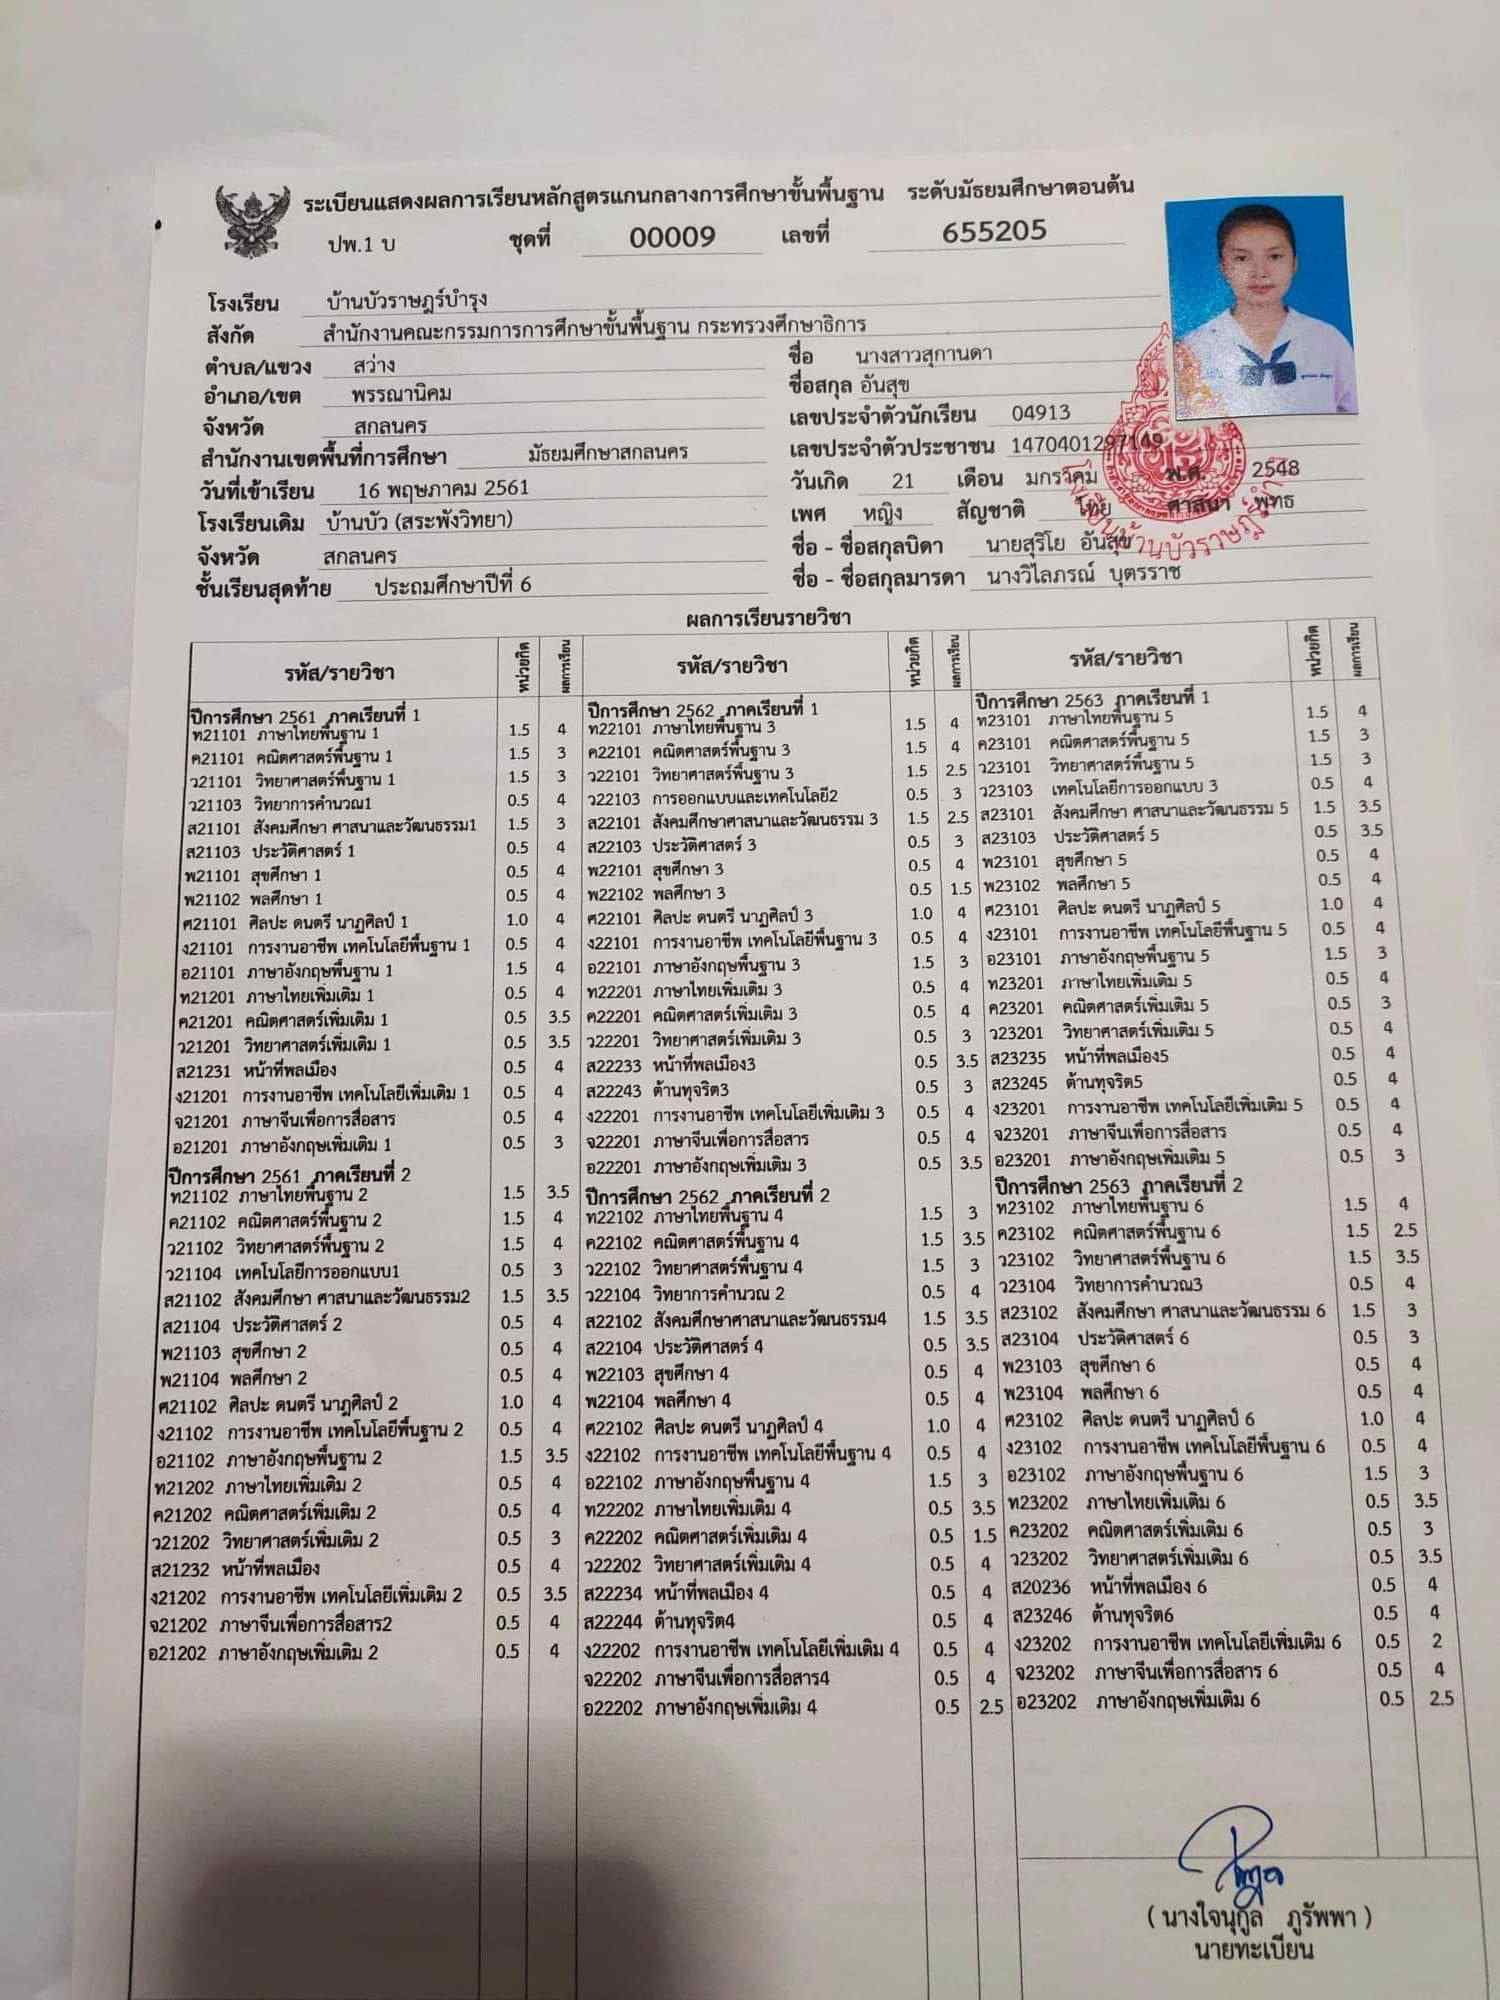 ระเบียนแสดงผลการเรียนหลักสูตรแกนกลางการศึกษาขั้นพื้นฐาน ระดับมัธยมศึกษาตอนต้น
ปพ.1 บ ชุดที่ 00009 เลขที่ 655205
โรงเรียน บ้านบัวราษฎร์บำรุง
สังกัด สำนักงานคณะกรรมการการศึกษาขั้นพื้นฐาน กระทรวงศึกษาธิการ
ตำบล/แขวง สว่าง
อำเภอ/เขต พรรณานิคม
จังหวัด สกลนคร
สำนักงานเขตพื้นที่การศึกษา มัธยมศึกษาสกลนคร
วันที่เข้าเรียน 16 พฤษภาคม 2561
โรงเรียนเดิม บ้านบัว (สระพังวิทยา)
จังหวัด สกลนคร
ชั้นเรียนสุดท้าย ประถมศึกษาปีที่ 6
ชื่อ นางสาวสุกานดา
ชื่อสกุล อันสุข
เลขประจำตัวนักเรียน 04913
เลขประจำตัวประชาชน 1470401297149
วันเกิด 21 เดือน มกราคม พ.ศ. 2548
เพศ หญิง สัญชาติ ไทย ศาสนา พุทธ
ชื่อ - ชื่อสกุลบิดา นายสุริโย อันสุข
ชื่อ - ชื่อสกุลมารดา นางวิไลภรณ์ บุตรราช
โรงเรียนบ้านบัวราษฎร์บำรุง
ผลการเรียนรายวิชา
รหัส/รายวิชา หน่วยกิต ผลการเรียน
ปีการศึกษา 2561 ภาคเรียนที่ 1
ท21101 ภาษาไทยพื้นฐาน 1 1.5 4
ค21101 คณิตศาสตร์พื้นฐาน 1 1.5 3
ว21101 วิทยาศาสตร์พื้นฐาน 1 1.5 3
ว21103 วิทยาการคำนวณ1 0.5 4
ส21101 สังคมศึกษา ศาสนาและวัฒนธรรม1 1.5 3
ส21103 ประวัติศาสตร์ 1 0.5 4
พ21101 สุขศึกษา 1 0.5 4
พ21102 พลศึกษา 1 0.5 4
ศ21101 ศิลปะ ดนตรี นาฏศิลป์ 1 1.0 4
ง21101 การงานอาชีพ เทคโนโลยีพื้นฐาน 1 0.5 4
อ21101 ภาษาอังกฤษพื้นฐาน 1 1.5 4
ท21201 ภาษาไทยเพิ่มเติม 1 0.5 4
ค21201 คณิตศาสตร์เพิ่มเติม 1 0.5 3.5
ว21201 วิทยาศาสตร์เพิ่มเติม 1 0.5 3.5
ส21231 หน้าที่พลเมือง 0.5 4
ง21201 การงานอาชีพ เทคโนโลยีเพิ่มเติม 1 0.5 4
จ21201 ภาษาจีนเพื่อการสื่อสาร 0.5 4
อ21201 ภาษาอังกฤษเพิ่มเติม 1 0.5 3
ปีการศึกษา 2561 ภาคเรียนที่ 2
ท21102 ภาษาไทยพื้นฐาน 2 1.5 3.5
ค21102 คณิตศาสตร์พื้นฐาน 2 1.5 4
ว21102 วิทยาศาสตร์พื้นฐาน 2 1.5 4
ว21104 เทคโนโลยีการออกแบบ1 0.5 3
ส21102 สังคมศึกษา ศาสนาและวัฒนธรรม2 1.5 3.5
ส21104 ประวัติศาสตร์ 2 0.5 4
พ21103 สุขศึกษา 2 0.5 4
พ21104 พลศึกษา 2 0.5 4
ศ21102 ศิลปะ ดนตรี นาฏศิลป์ 2 1.0 4
ง21102 การงานอาชีพ เทคโนโลยีพื้นฐาน 2 0.5 4
อ21102 ภาษาอังกฤษพื้นฐาน 2 1.5 3.5
ท21202 ภาษาไทยเพิ่มเติม 2 0.5 4
ค21202 คณิตศาสตร์เพิ่มเติม 2 0.5 4
ว21202 วิทยาศาสตร์เพิ่มเติม 2 0.5 3
ส21232 หน้าที่พลเมือง 0.5 4
ง21202 การงานอาชีพ เทคโนโลยีเพิ่มเติม 2 0.5 3.5
จ21202 ภาษาจีนเพื่อการสื่อสาร2 0.5 4
อ21202 ภาษาอังกฤษเพิ่มเติม 2 0.5 4
รหัส/รายวิชา หน่วยกิต ผลการเรียน
ปีการศึกษา 2562 ภาคเรียนที่ 1
ท22101 ภาษาไทยพื้นฐาน 3 1.5 4
ค22101 คณิตศาสตร์พื้นฐาน 3 1.5 4
ว22101 วิทยาศาสตร์พื้นฐาน 3 1.5 2.5
ว22103 การออกแบบและเทคโนโลยี2 0.5 3
ส22101 สังคมศึกษาศาสนาและวัฒนธรรม 3 1.5 2.5
ส22103 ประวัติศาสตร์ 3 0.5 3
พ22101 สุขศึกษา 3 0.5 4
พ22102 พลศึกษา 3 0.5 1.5
ศ22101 ศิลปะ ดนตรี นาฏศิลป์ 3 1.0 4
ง22101 การงานอาชีพ เทคโนโลยีพื้นฐาน 3 0.5 4
อ22101 ภาษาอังกฤษพื้นฐาน 3 1.5 3
ท22201 ภาษาไทยเพิ่มเติม 3 0.5 4
ค22201 คณิตศาสตร์เพิ่มเติม 3 0.5 4
ว22201 วิทยาศาสตร์เพิ่มเติม 3 0.5 3
ส22233 หน้าที่พลเมือง3 0.5 3.5
ส22243 ต้านทุจริต3 0.5 3
ง22201 การงานอาชีพ เทคโนโลยีเพิ่มเติม 3 0.5 4
จ22201 ภาษาจีนเพื่อการสื่อสาร 0.5 4
อ22201 ภาษาอังกฤษเพิ่มเติม 3 0.5 3.5
ปีการศึกษา 2562 ภาคเรียนที่ 2
ท22102 ภาษาไทยพื้นฐาน 4 1.5 3
ค22102 คณิตศาสตร์พื้นฐาน 4 1.5 3.5
ว22102 วิทยาศาสตร์พื้นฐาน 4 1.5 3
ว22104 วิทยาการคำนวณ 2 0.5 4
ส22102 สังคมศึกษาศาสนาและวัฒนธรรม4 1.5 3.5
ส22104 ประวัติศาสตร์ 4 0.5 3.5
พ22103 สุขศึกษา 4 0.5 4
พ22104 พลศึกษา 4 0.5 4
ศ22102 ศิลปะ ดนตรี นาฏศิลป์ 4 1.0 4
ง22102 การงานอาชีพ เทคโนโลยีพื้นฐาน 4 0.5 4
อ22102 ภาษาอังกฤษพื้นฐาน 4 1.5 3
ท22202 ภาษาไทยเพิ่มเติม 4 0.5 3.5
ค22202 คณิตศาสตร์เพิ่มเติม 4 0.5 1.5
ว22202 วิทยาศาสตร์เพิ่มเติม 4 0.5 4
ส22234 หน้าที่พลเมือง 4 0.5 4
ส22244 ต้านทุจริต4 0.5 4
ง22202 การงานอาชีพ เทคโนโลยีเพิ่มเติม 4 0.5 4
จ22202 ภาษาจีนเพื่อการสื่อสาร4 0.5 4
อ22202 ภาษาอังกฤษเพิ่มเติม 4 0.5 2.5
รหัส/รายวิชา หน่วยกิต ผลการเรียน
ปีการศึกษา 2563 ภาคเรียนที่ 1
ท23101 ภาษาไทยพื้นฐาน 5 1.5 4
ค23101 คณิตศาสตร์พื้นฐาน 5 1.5 3
ว23101 วิทยาศาสตร์พื้นฐาน 5 1.5 3
ว23103 เทคโนโลยีการออกแบบ 3 0.5 4
ส23101 สังคมศึกษา ศาสนาและวัฒนธรรม 5 1.5 3.5
ส23103 ประวัติศาสตร์ 5 0.5 3.5
พ23101 สุขศึกษา 5 0.5 4
พ23102 พลศึกษา 5 0.5 4
ศ23101 ศิลปะ ดนตรี นาฏศิลป์ 5 1.0 4
ง23101 การงานอาชีพ เทคโนโลยีพื้นฐาน 5 0.5 4
อ23101 ภาษาอังกฤษพื้นฐาน 5 1.5 3
ท23201 ภาษาไทยเพิ่มเติม 5 0.5 4
ค23201 คณิตศาสตร์เพิ่มเติม 5 0.5 3
ว23201 วิทยาศาสตร์เพิ่มเติม 5 0.5 4
ส23235 หน้าที่พลเมือง5 0.5 4
ส23245 ต้านทุจริต5 0.5 4
ง23201 การงานอาชีพ เทคโนโลยีเพิ่มเติม 5 0.5 4
จ23201 ภาษาจีนเพื่อการสื่อสาร 0.5 4
อ23201 ภาษาอังกฤษเพิ่มเติม 5 0.5 3
ปีการศึกษา 2563 ภาคเรียนที่ 2
ท23102 ภาษาไทยพื้นฐาน 6 1.5 4
ค23102 คณิตศาสตร์พื้นฐาน 6 1.5 2.5
ว23102 วิทยาศาสตร์พื้นฐาน 6 1.5 3.5
ว23104 วิทยาการคำนวณ3 0.5 4
ส23102 สังคมศึกษา ศาสนาและวัฒนธรรม 6 1.5 3
ส23104 ประวัติศาสตร์ 6 0.5 3
พ23103 สุขศึกษา 6 0.5 4
พ23104 พลศึกษา 6 0.5 4
ศ23102 ศิลปะ ดนตรี นาฏศิลป์ 6 1.0 4
ง23102 การงานอาชีพ เทคโนโลยีพื้นฐาน 6 0.5 4
อ23102 ภาษาอังกฤษพื้นฐาน 6 1.5 3
ท23202 ภาษาไทยเพิ่มเติม 6 0.5 3.5
ค23202 คณิตศาสตร์เพิ่มเติม 6 0.5 3
ว23202 วิทยาศาสตร์เพิ่มเติม 6 0.5 3.5
ส20236 หน้าที่พลเมือง 6 0.5 4
ส23246 ต้านทุจริต6 0.5 4
ง23202 การงานอาชีพ เทคโนโลยีเพิ่มเติม 6 0.5 2
จ23202 ภาษาจีนเพื่อการสื่อสาร 6 0.5 4
อ23202 ภาษาอังกฤษเพิ่มเติม 6 0.5 2.5
( นางใจนุกูล ภูรัพพา )
นายทะเบียน